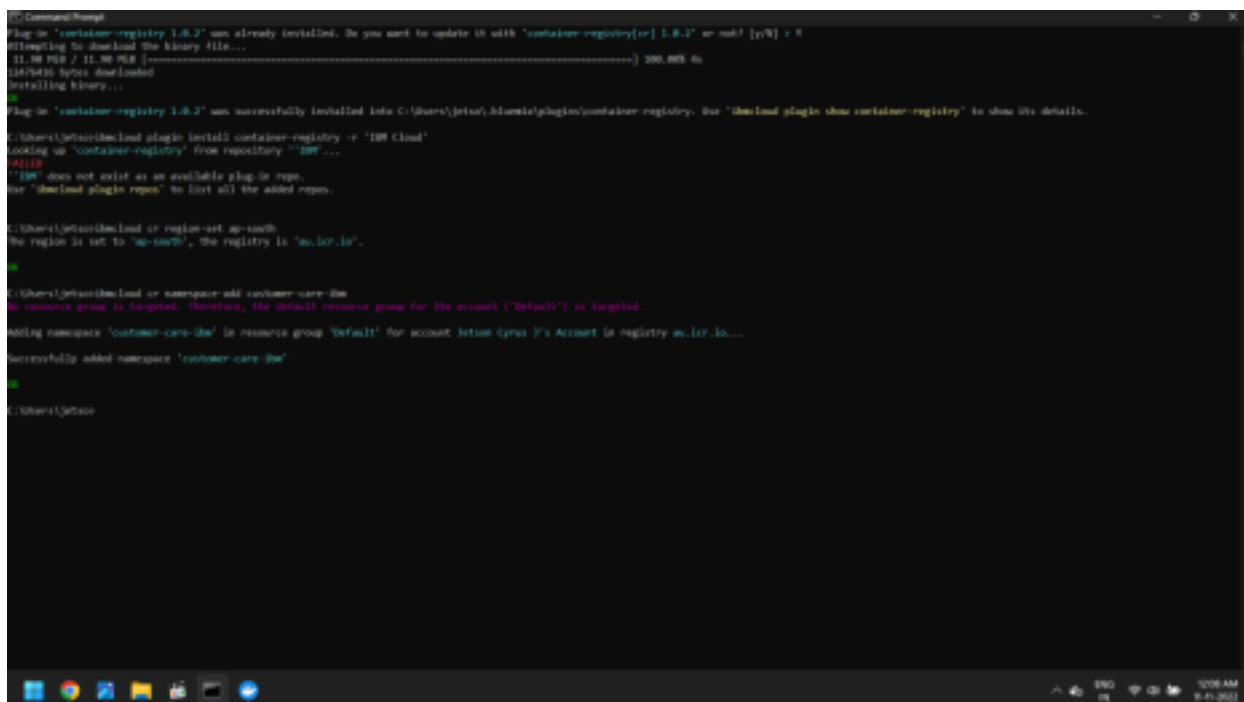 Command Prompt
Plug-in 'container-registry 1.0.2' was already installed. Do you want to update it with 'container-registry[cr] 1.0.2' or not? [y/N] > Y
Attempting to download the binary file...
11.90 MiB / 11.90 MiB [------------------------------------------------] 100.00% 4s
bytes downloaded
Installing binary...
OK
Plug-in 'container-registry 1.0.2' was successfully installed into C:\Users\jetso\.bluemix\plugins\container-registry. Use 'ibmcloud plugin show container-registry' to show its details.
C:\Users\jetso>ibmcloud plugin install container-registry -r 'IBM Cloud'
Looking up 'container-registry' from repository ''IBM'...
FAILED
''IBM' does not exist as an available plug-in repo.
Use 'ibmcloud plugin repos' to list all the added repos.
C:\Users\jetso>ibmcloud cr region-set ap-south
The region is set to 'ap-south', the registry is 'au.icr.io'.
OK
C:\Users\jetso>ibmcloud cr namespace-add customer-care-ibm
No resource group is targeted. Therefore, the default resource group for the account ('Default') is targeted.
Adding namespace 'customer-care-ibm' in resource group 'Default' for account Jetson Cyrus J's Account in registry au.icr.io...
Successfully added namespace 'customer-care-ibm'
OK
C:\Users\jetso>
ENG
IN
12:08 AM
11-11-2022